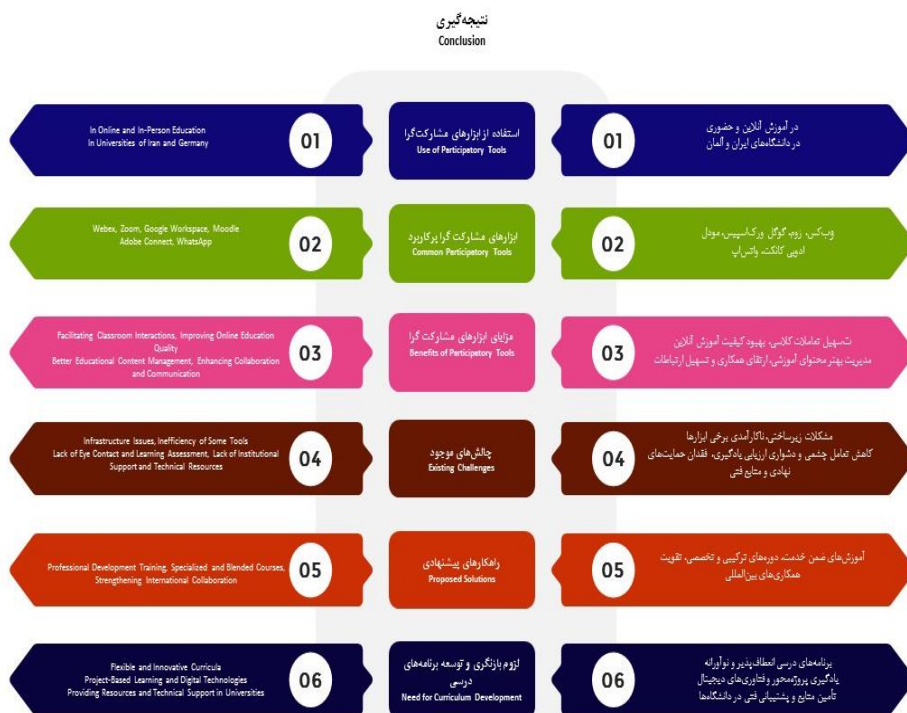 نتیجه‌گیری
Conclusion
In Online and In-Person Education
In Universities of Iran and Germany
01
استفاده از ابزارهای مشارکت‌گرا
Use of Participatory Tools
01
در آموزش آنلاین و حضوری
در دانشگاه‌های ایران و آلمان
Webex, Zoom, Google Workspace, Moodle
Adobe Connect, WhatsApp
02
ابزارهای مشارکت گرا پرکاربرد
Common Participatory Tools
02
وب‌کس، زوم، گوگل ورک‌اسپیس، مودل
ادوبی کانکت، واتس‌اپ
Facilitating Classroom Interactions, Improving Online Education
Quality
Better Educational Content Management, Enhancing Collaboration
and Communication
03
مزایای ابزارهای مشارکت گرا
Benefits of Participatory Tools
03
تسهیل تعاملات کلاسی، بهبود کیفیت آموزش آنلاین
مدیریت بهتر محتوای آموزشی، ارتقای همکاری و تسهیل ارتباطات
Infrastructure Issues, Inefficiency of Some Tools
Lack of Eye Contact and Learning Assessment, Lack of Institutional
Support and Technical Resources
04
چالش‌های موجود
Existing Challenges
04
مشکلات زیرساختی، ناکارآمدی برخی ابزارها
کاهش تعامل چشمی و دشواری ارزیابی یادگیری، فقدان حمایت‌های
نهادی و منابع فنی
Professional Development Training, Specialized and Blended Courses,
Strengthening International Collaboration
05
راهکارهای پیشنهادی
Proposed Solutions
05
آموزش‌های ضمن خدمت، دوره‌های ترکیبی و تخصصی، تقویت
همکاری‌های بین‌المللی
Flexible and Innovative Curricula
Project-Based Learning and Digital Technologies
Providing Resources and Technical Support in Universities
06
لزوم بازنگری و توسعه برنامه‌های
درسی
Need for Curriculum Development
06
برنامه‌های درسی انعطاف‌پذیر و نوآورانه
یادگیری پروژه‌محور و فناوری‌های دیجیتال
تأمین منابع و پشتیبانی فنی در دانشگاه‌ها